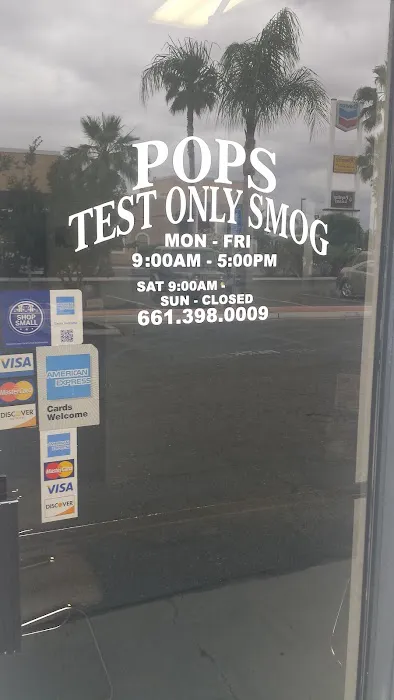 POPS
TEST ONLY SMOG
MON - FRI
9:00AM - 5:00PM
SAT 9:00AM -
SUN - CLOSED
661.398.0009
SHOP
SMALL
VISA
MasterCard
DISCOVER
AMERICAN
EXPRESS
Cards
Welcome
MasterCard
VISA
DISCOVER